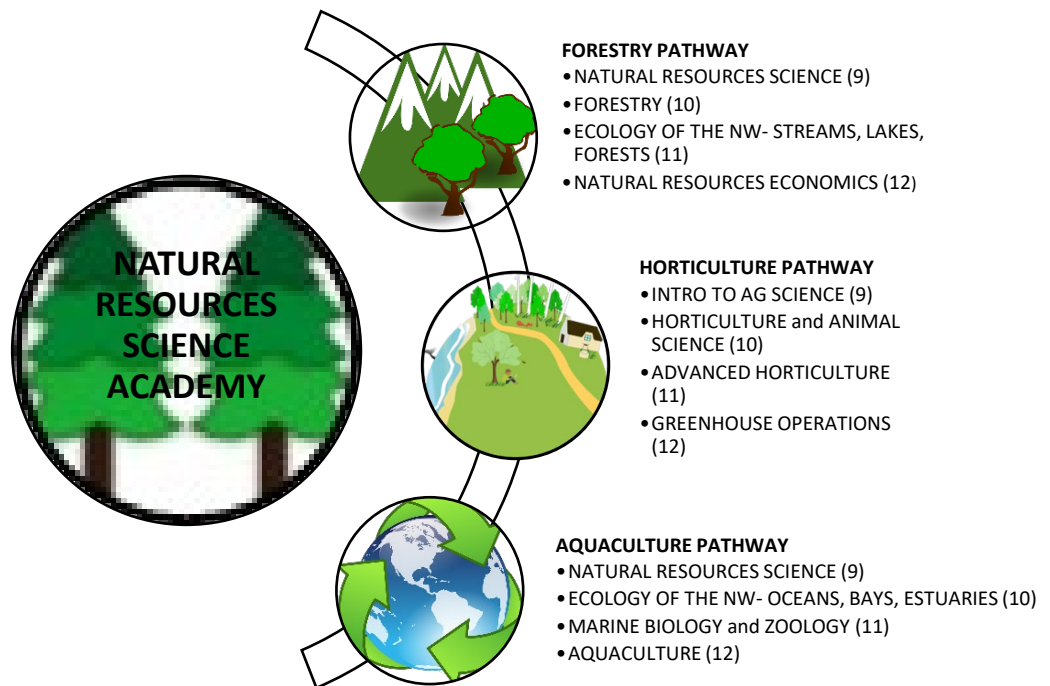 NATURAL
RESOURCES
SCIENCE
ACADEMY
FORESTRY PATHWAY
•NATURAL RESOURCES SCIENCE (9)
•FORESTRY (10)
•ECOLOGY OF THE NW- STREAMS, LAKES,
FORESTS (11)
•NATURAL RESOURCES ECONOMICS (12)
HORTICULTURE PATHWAY
•INTRO TO AG SCIENCE (9)
•HORTICULTURE and ANIMAL
SCIENCE (10)
•ADVANCED HORTICULTURE
(11)
•GREENHOUSE OPERATIONS
(12)
AQUACULTURE PATHWAY
•NATURAL RESOURCES SCIENCE (9)
•ECOLOGY OF THE NW- OCEANS, BAYS, ESTUARIES (10)
•MARINE BIOLOGY and ZOOLOGY (11)
•AQUACULTURE (12)